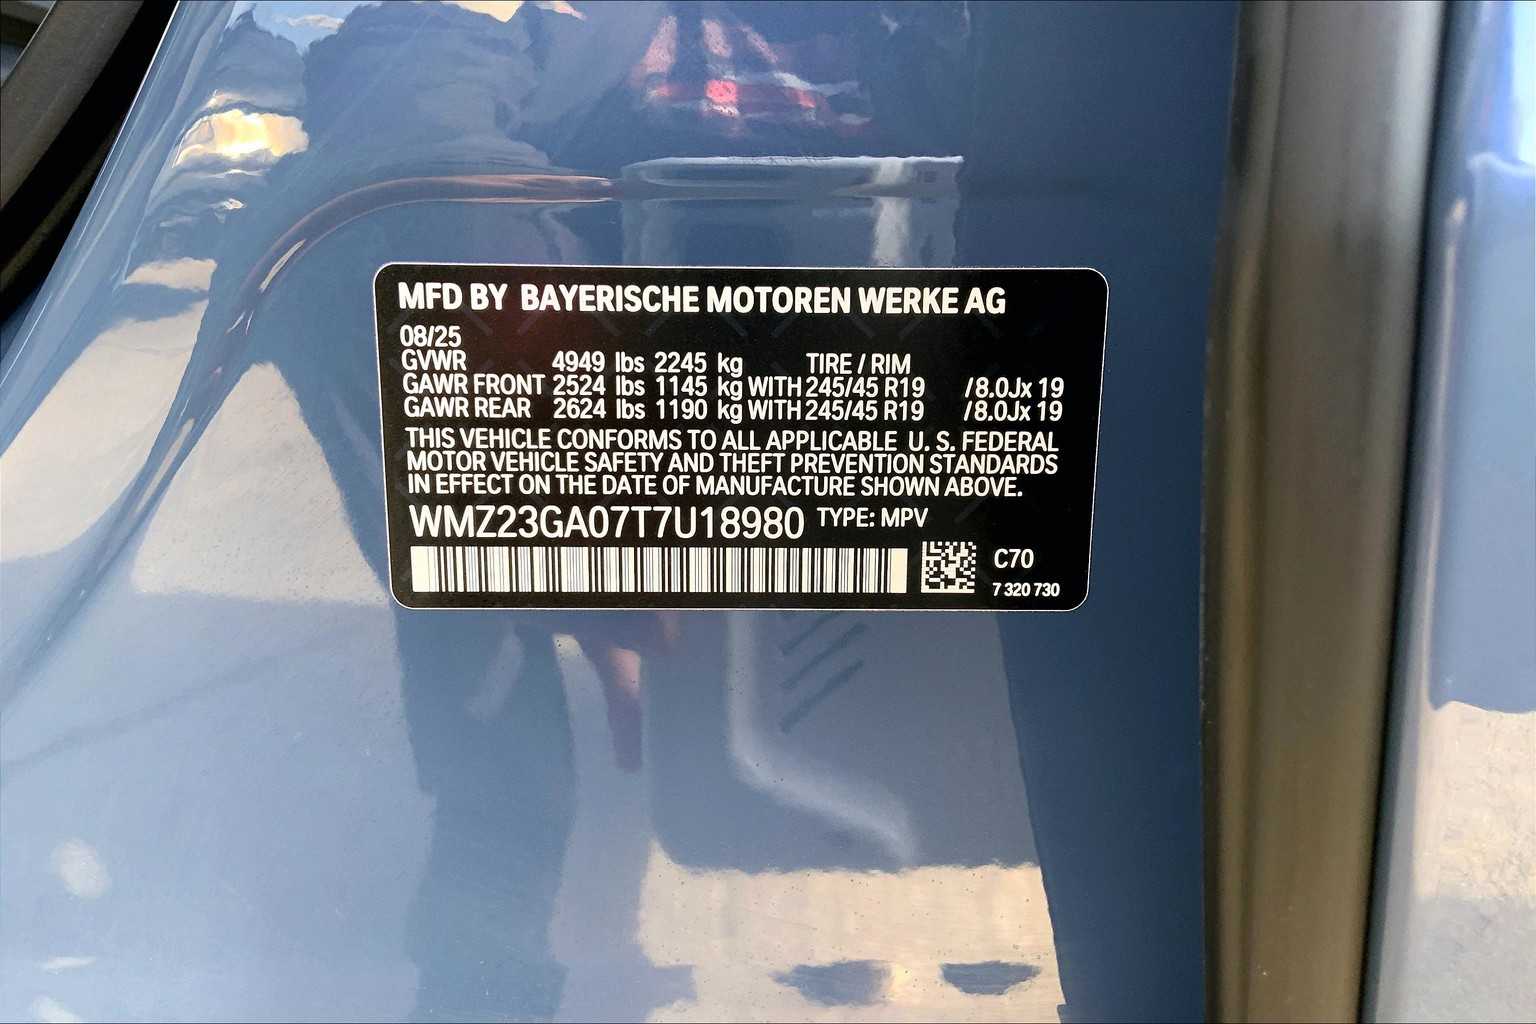 MFD BY BAYERISCHE MOTOREN WERKE AG
08/25
GVWR 4949 lbs 2245 kg TIRE / RIM
GAWR FRONT 2524 lbs 1145 kg WITH 245/45 R19 /8.0Jx 19
GAWR REAR 2624 lbs 1190 kg WITH 245/45 R19 /8.0Jx 19
THIS VEHICLE CONFORMS TO ALL APPLICABLE U. S. FEDERAL
MOTOR VEHICLE SAFETY AND THEFT PREVENTION STANDARDS
IN EFFECT ON THE DATE OF MANUFACTURE SHOWN ABOVE.
WMZ23GA07T7U18980 TYPE: MPV
C70
7 320 730